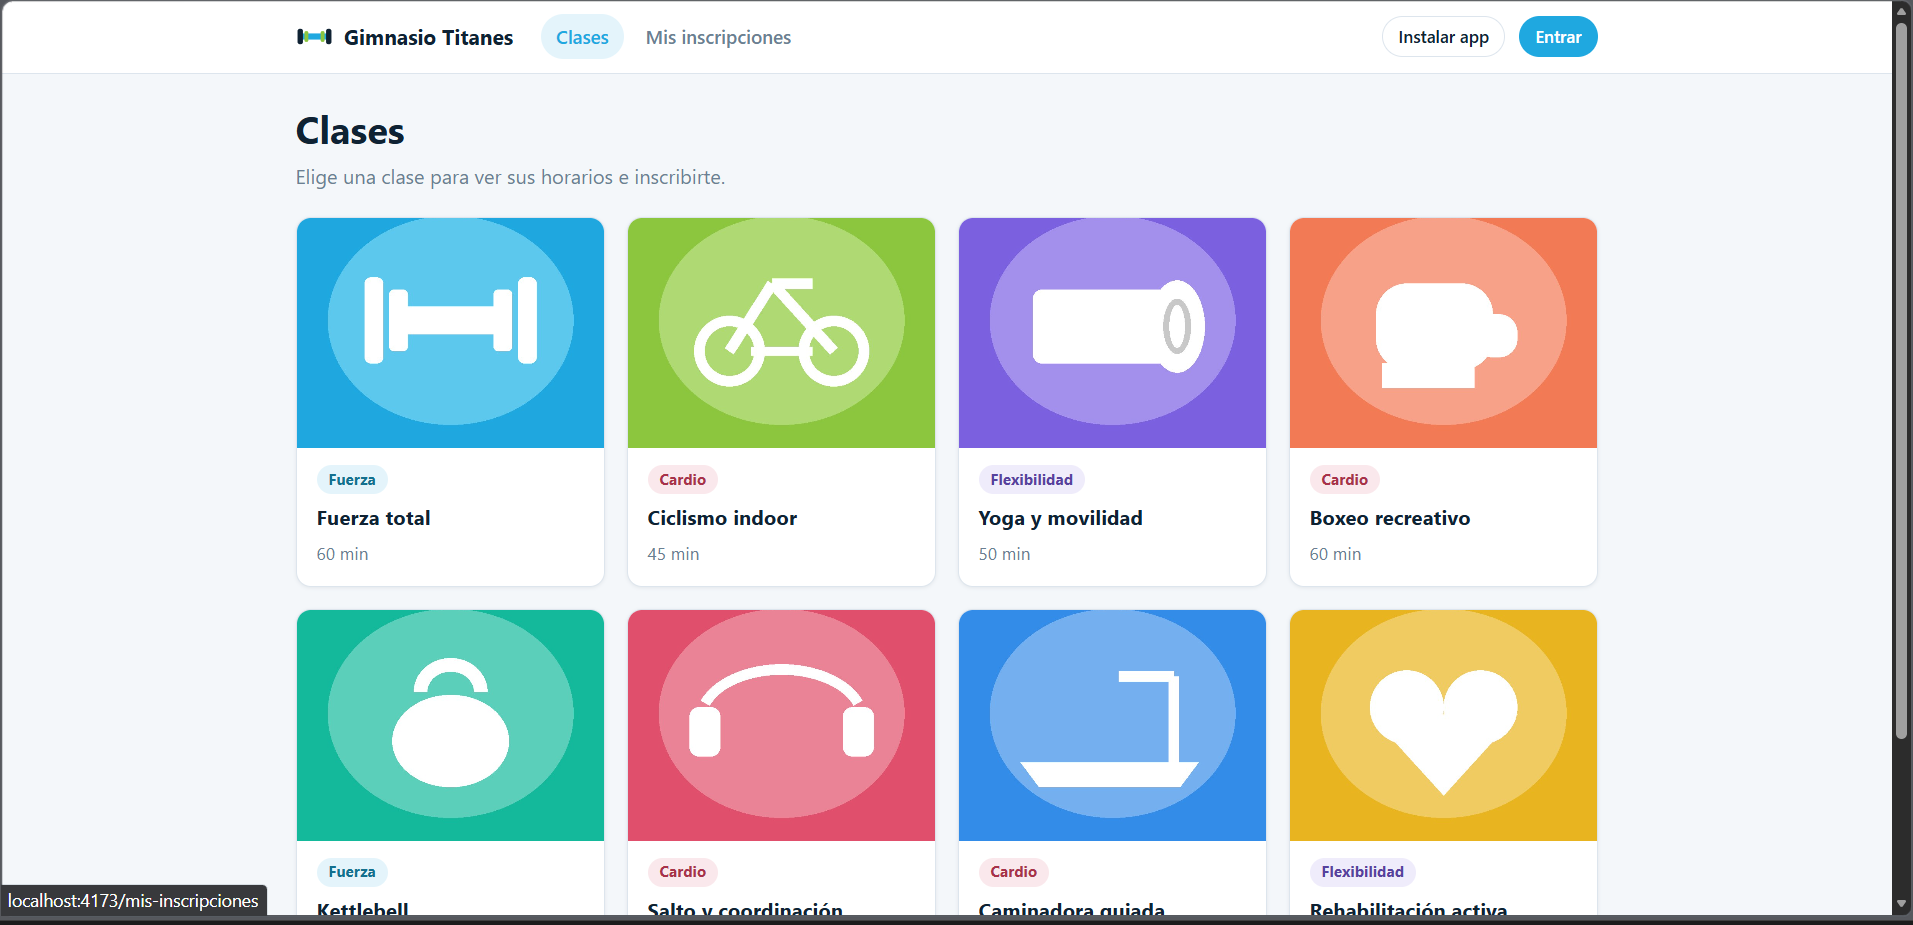 Gimnasio Titanes Clases Mis inscripciones Instalar app Entrar
Clases
Elige una clase para ver sus horarios e inscribirte.
Fuerza
Fuerza total
60 min
Cardio
Ciclismo indoor
45 min
Flexibilidad
Yoga y movilidad
50 min
Cardio
Boxeo recreativo
60 min
Fuerza
Kettlebell
Cardio
Salto y coordinación
Cardio
Caminadora guiada
Flexibilidad
Rehabilitación activa
localhost:4173/mis-inscripciones